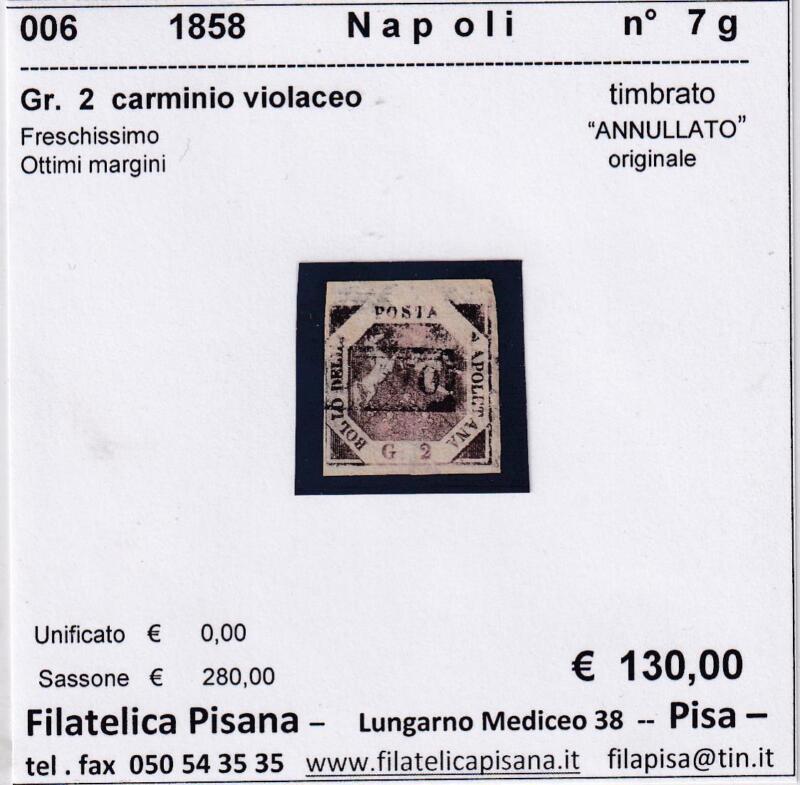 006 1858 Napoli n° 7 g
Gr. 2 carminio violaceo timbrato
Freschissimo "ANNULLATO"
Ottimi margini originale
POSTA
BOLLO DELLA
APOLETANA
G 2
Unificato € 0,00
Sassone € 280,00
€ 130,00
Filatelica Pisana – Lungarno Mediceo 38 -- Pisa –
tel . fax 050 54 35 35 www.filatelicapisana.it filapisa@tin.it